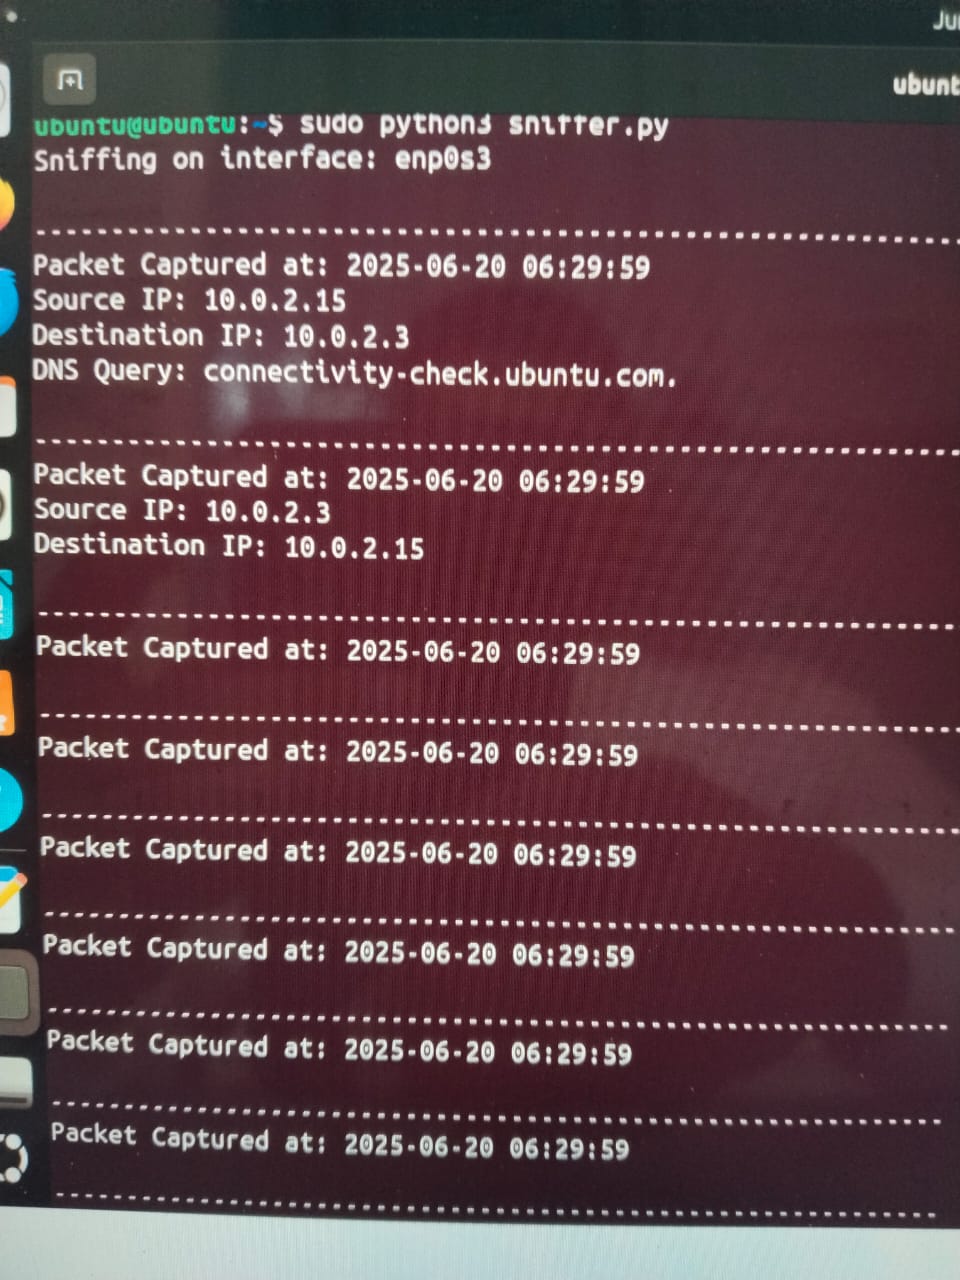 Ju
ubunt
ubuntu@ubuntu:~$ sudo python3 sniffer.py
Sniffing on interface: enp0s3
--------------------------------------------------
Packet Captured at: 2025-06-20 06:29:59
Source IP: 10.0.2.15
Destination IP: 10.0.2.3
DNS Query: connectivity-check.ubuntu.com.
--------------------------------------------------
Packet Captured at: 2025-06-20 06:29:59
Source IP: 10.0.2.3
Destination IP: 10.0.2.15
--------------------------------------------------
Packet Captured at: 2025-06-20 06:29:59
--------------------------------------------------
Packet Captured at: 2025-06-20 06:29:59
--------------------------------------------------
Packet Captured at: 2025-06-20 06:29:59
--------------------------------------------------
Packet Captured at: 2025-06-20 06:29:59
--------------------------------------------------
Packet Captured at: 2025-06-20 06:29:59
--------------------------------------------------
Packet Captured at: 2025-06-20 06:29:59
--------------------------------------------------